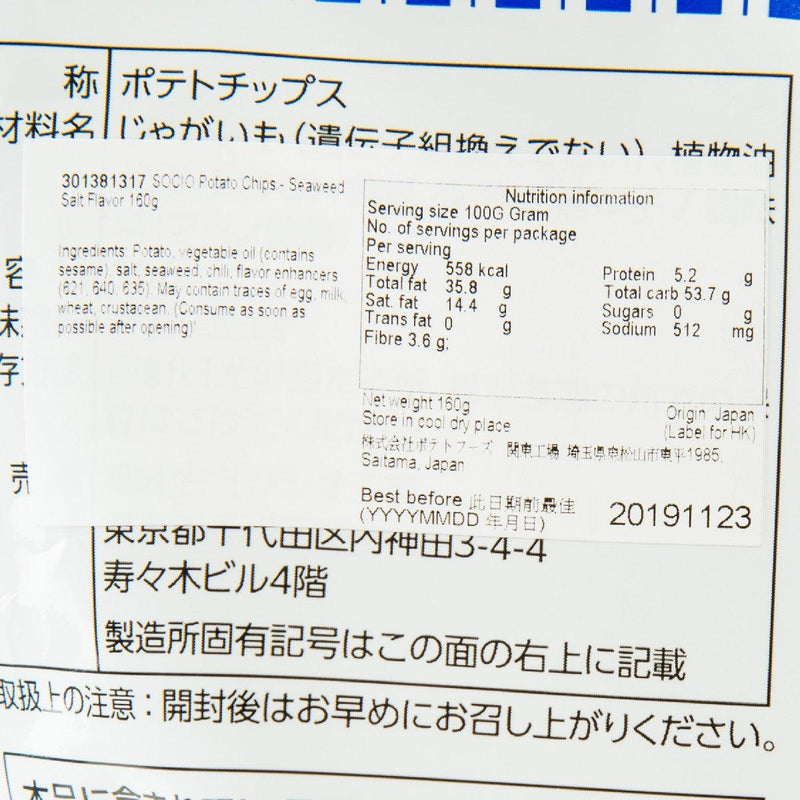 称 ポテトチップス
材料名 じゃがいも(遺伝子組換えでない)、植物油
301381317 SOCIO Potato Chips - Seaweed
Salt Flavor 160g
Ingredients: Potato, vegetable oil (contains
sesame), salt, seaweed, chili, flavor enhancers
(621, 640, 635). May contain traces of egg, milk,
wheat, crustacean. (Consume as soon as
possible after opening)'
Nutrition information
Serving size 100G Gram
No. of servings per package
Per serving
Energy 558 kcal
Total fat 35.8 g
Sat. fat 14.4 g
Trans fat 0 g
Fibre 3.6 g;
Protein 5.2 g
Total carb 53.7 g
Sugars 0 g
Sodium 512 mg
Net weight 160g
Store in cool dry place
Origin: Japan
(Label for HK)
株式会社ポテトフーズ 関東工場 埼玉県東松山市東平1985,
Saitama, Japan
Best before 此日期前最佳
(YYYYMMDD 年月日)
20191123
容
味
存
売
東京都千代田区内神田3-4-4
寿々木ビル4階
製造所固有記号はこの面の右上に記載
取扱上の注意:開封後はお早めにお召し上がりください。
本品に含まれ